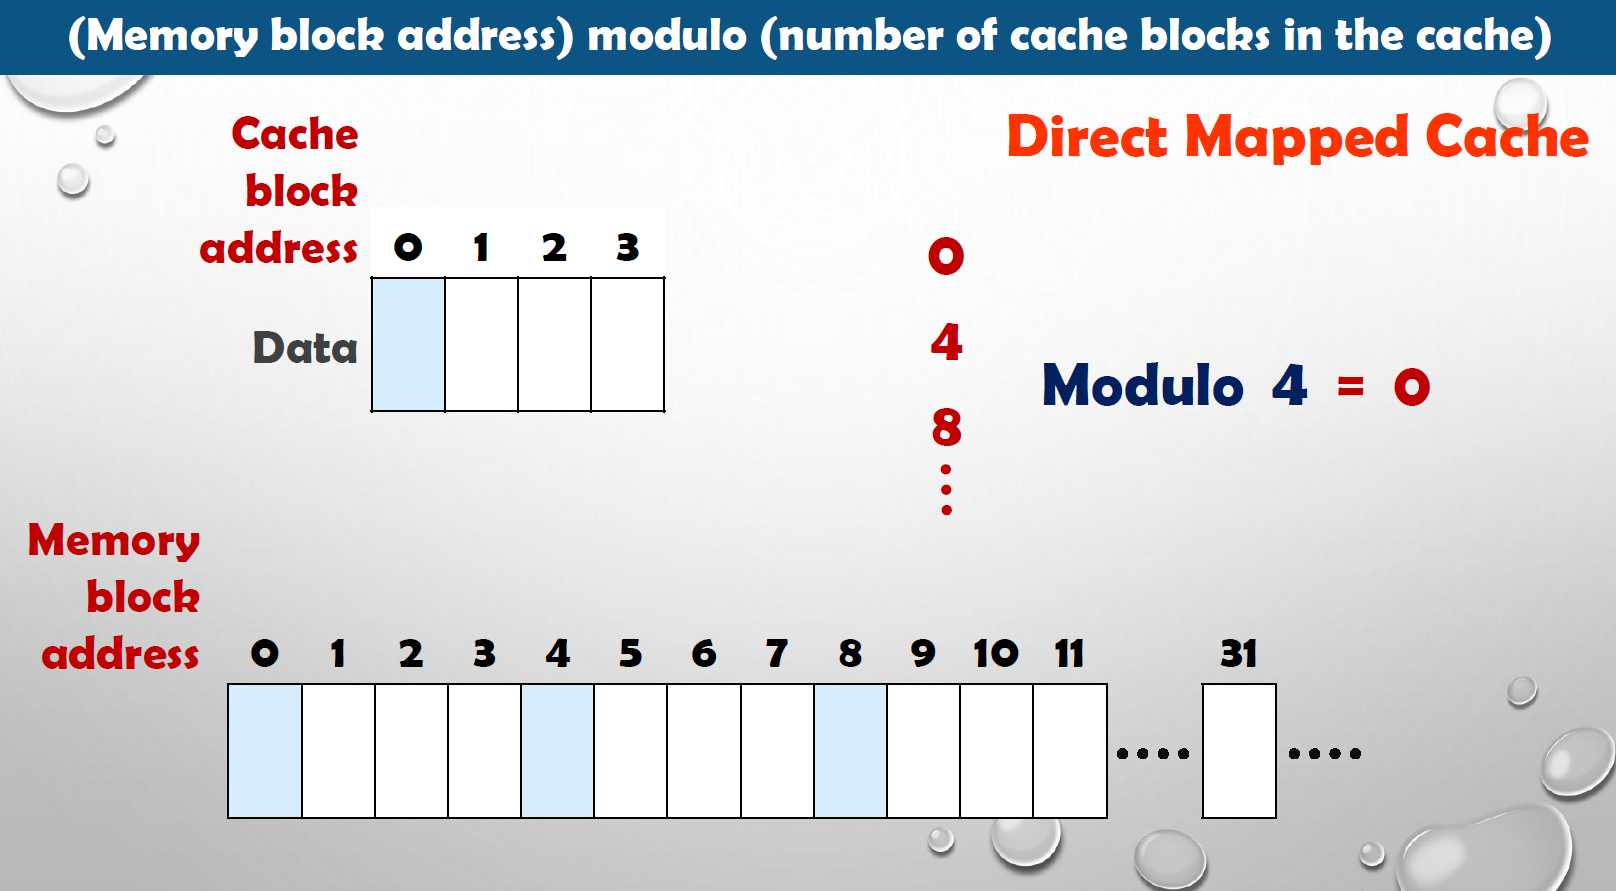 (Memory block address) modulo (number of cache blocks in the cache)
Direct Mapped Cache
Cache
block
address
0 1 2 3
Data
0
4
8
Modulo 4 = 0
Memory
block
address
0 1 2 3 4 5 6 7 8 9 10 11 31